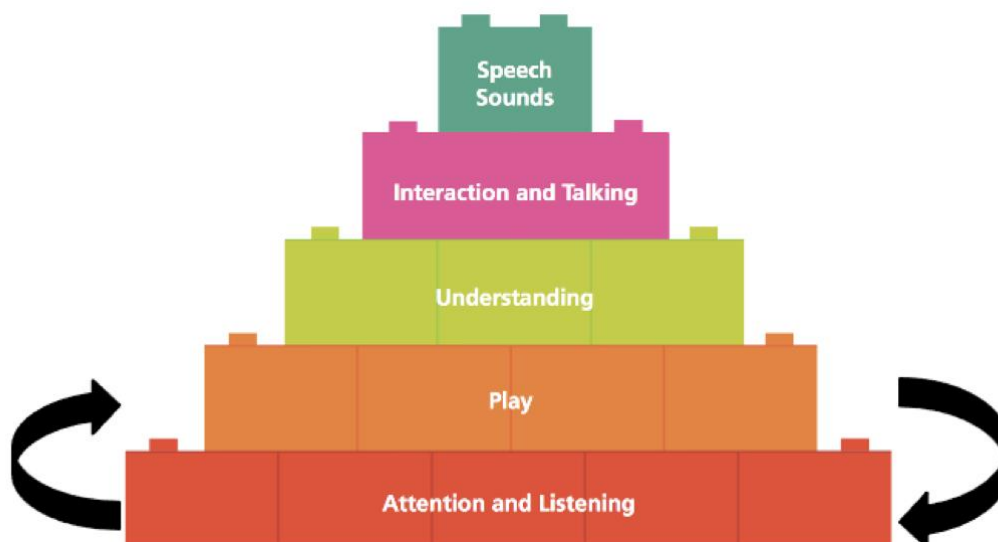 Speech
Sounds
Interaction and Talking
Understanding
Play
Attention and Listening